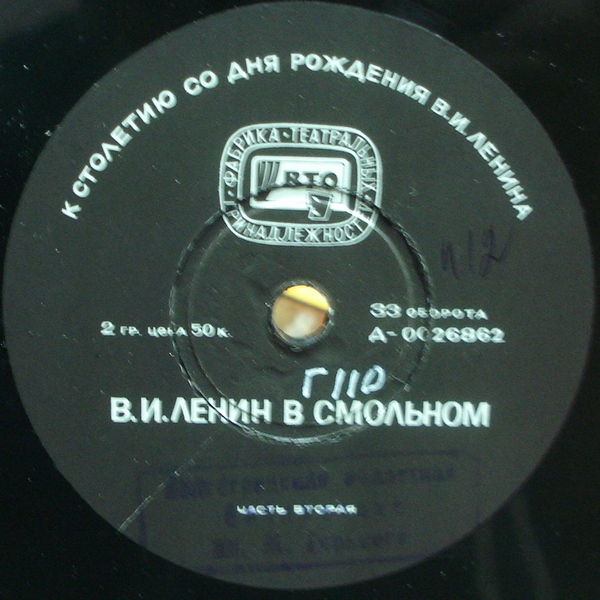 К СТОЛЕТИЮ СО ДНЯ РОЖДЕНИЯ В.И. ЛЕНИНА
ФАБРИКА • ТЕАТРАЛЬНЫХ
ВТО
ПРИНАДЛЕЖНОСТ
2 ГР. ЦЕНА 50 К.
33 ОБОРОТА
Д-0026862
Г110
В.И.ЛЕНИН В СМОЛЬНОМ
ЧАСТЬ ВТОРАЯ